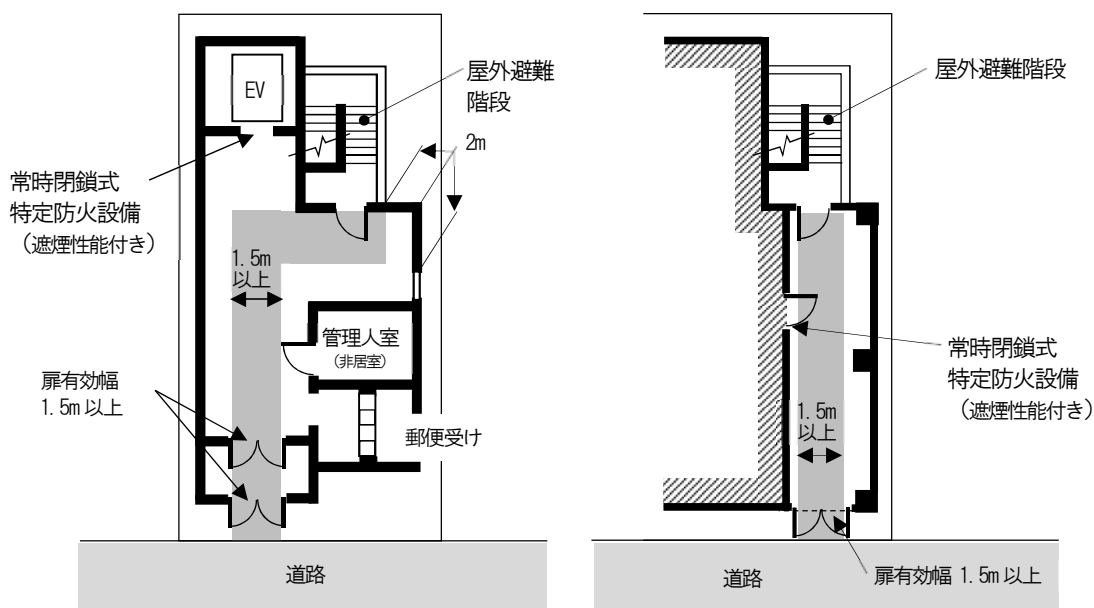 EV
屋外避難
階段
2m
常時閉鎖式
特定防火設備
（遮煙性能付き）
1.5m
以上
管理人室
（非居室）
扉有効幅
1.5m 以上
郵便受け
道路
屋外避難階段
常時閉鎖式
特定防火設備
（遮煙性能付き）
1.5m
以上
道路
扉有効幅 1.5m 以上